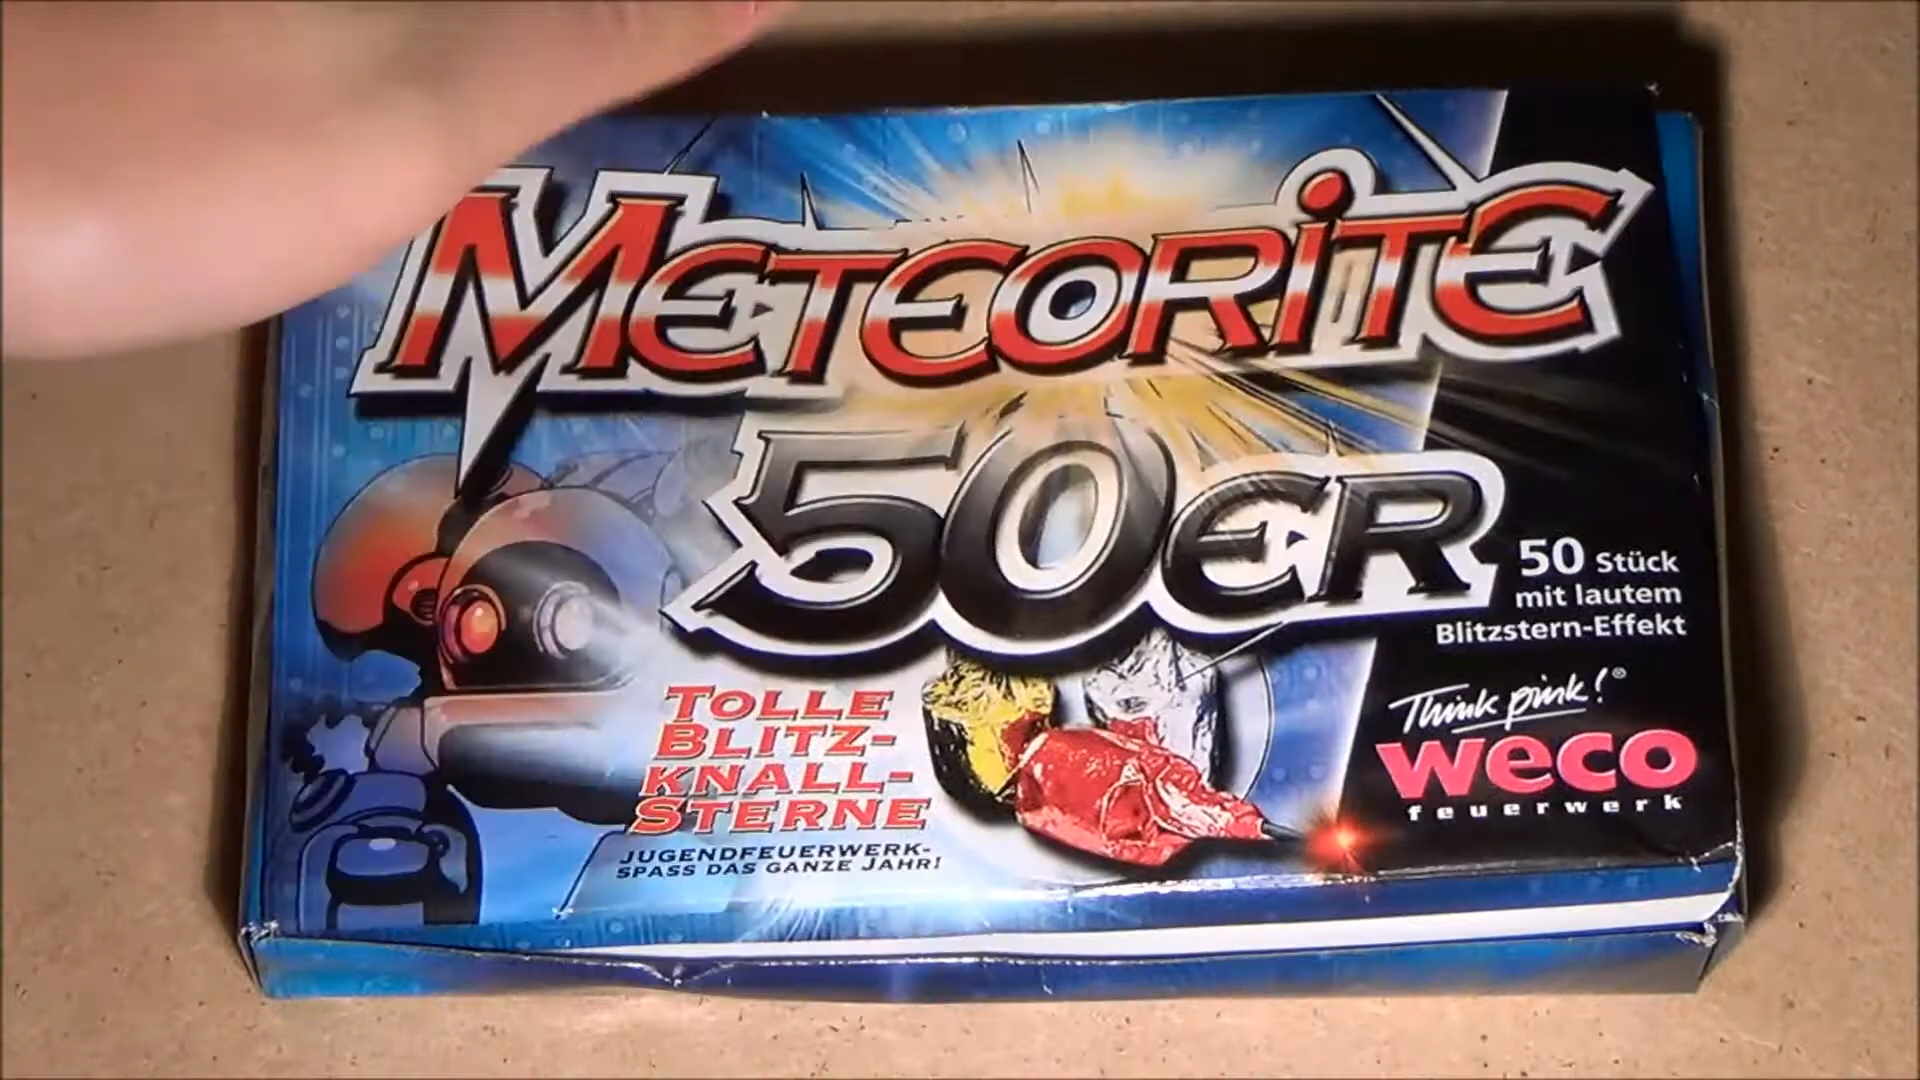 METEORITE
50ER
50 Stück
mit lautem
Blitzstern-Effekt
Think pink!®
weco
feuerwerk
TOLLE
BLITZ-
KNALL-
STERNE
JUGENDFEUERWERK-
SPASS DAS GANZE JAHR!